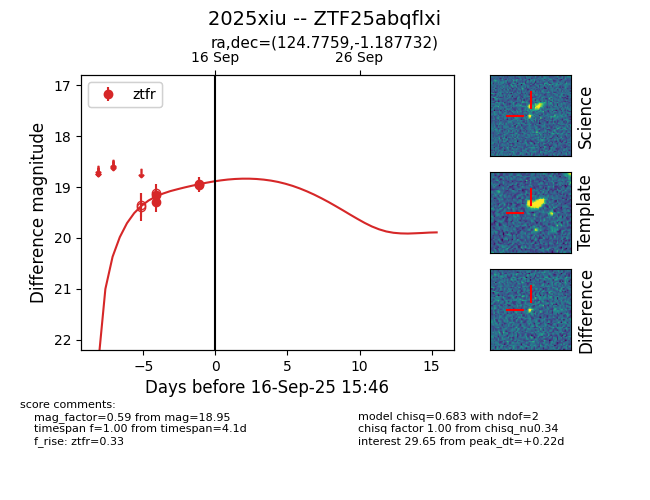 2025xiu -- ZTF25abqflxi
ra,dec=(124.7759,-1.187732)
16 Sep
26 Sep
ztfr
17
18
19
20
21
22
Difference magnitude
−5
0
5
10
15
Days before 16-Sep-25 15:46
Science
Template
Difference
score comments:
mag_factor=0.59 from mag=18.95
timespan f=1.00 from timespan=4.1d
f_rise: ztfr=0.33
model chisq=0.683 with ndof=2
chisq factor 1.00 from chisq_nu0.34
interest 29.65 from peak_dt=+0.22d